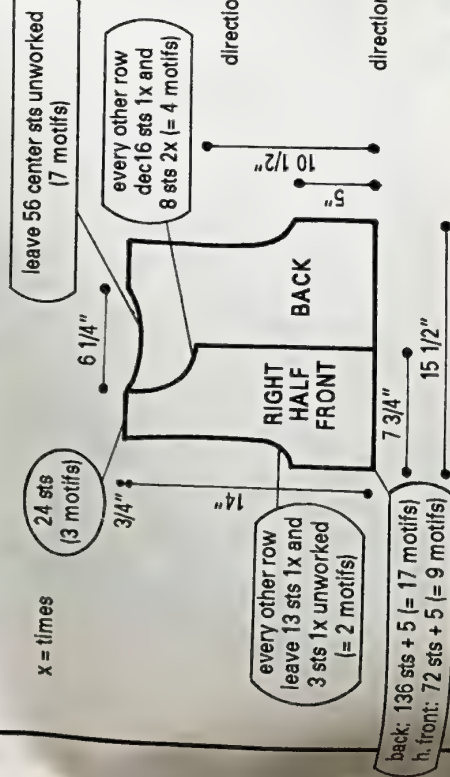 x = times
24 sts
(3 motifs)
leave 56 center sts unworked
(7 motifs)
every other row
dec16 sts 1x and
8 sts 2x (= 4 motifs)
directio
direction
6 1/4"
3/4"
14"
10 1/2"
5"
RIGHT
HALF
FRONT
BACK
every other row
leave 13 sts 1x and
3 sts 1x unworked
(= 2 motifs)
7 3/4"
15 1/2"
back: 136 sts + 5 (= 17 motifs)
h. front: 72 sts + 5 (= 9 motifs)